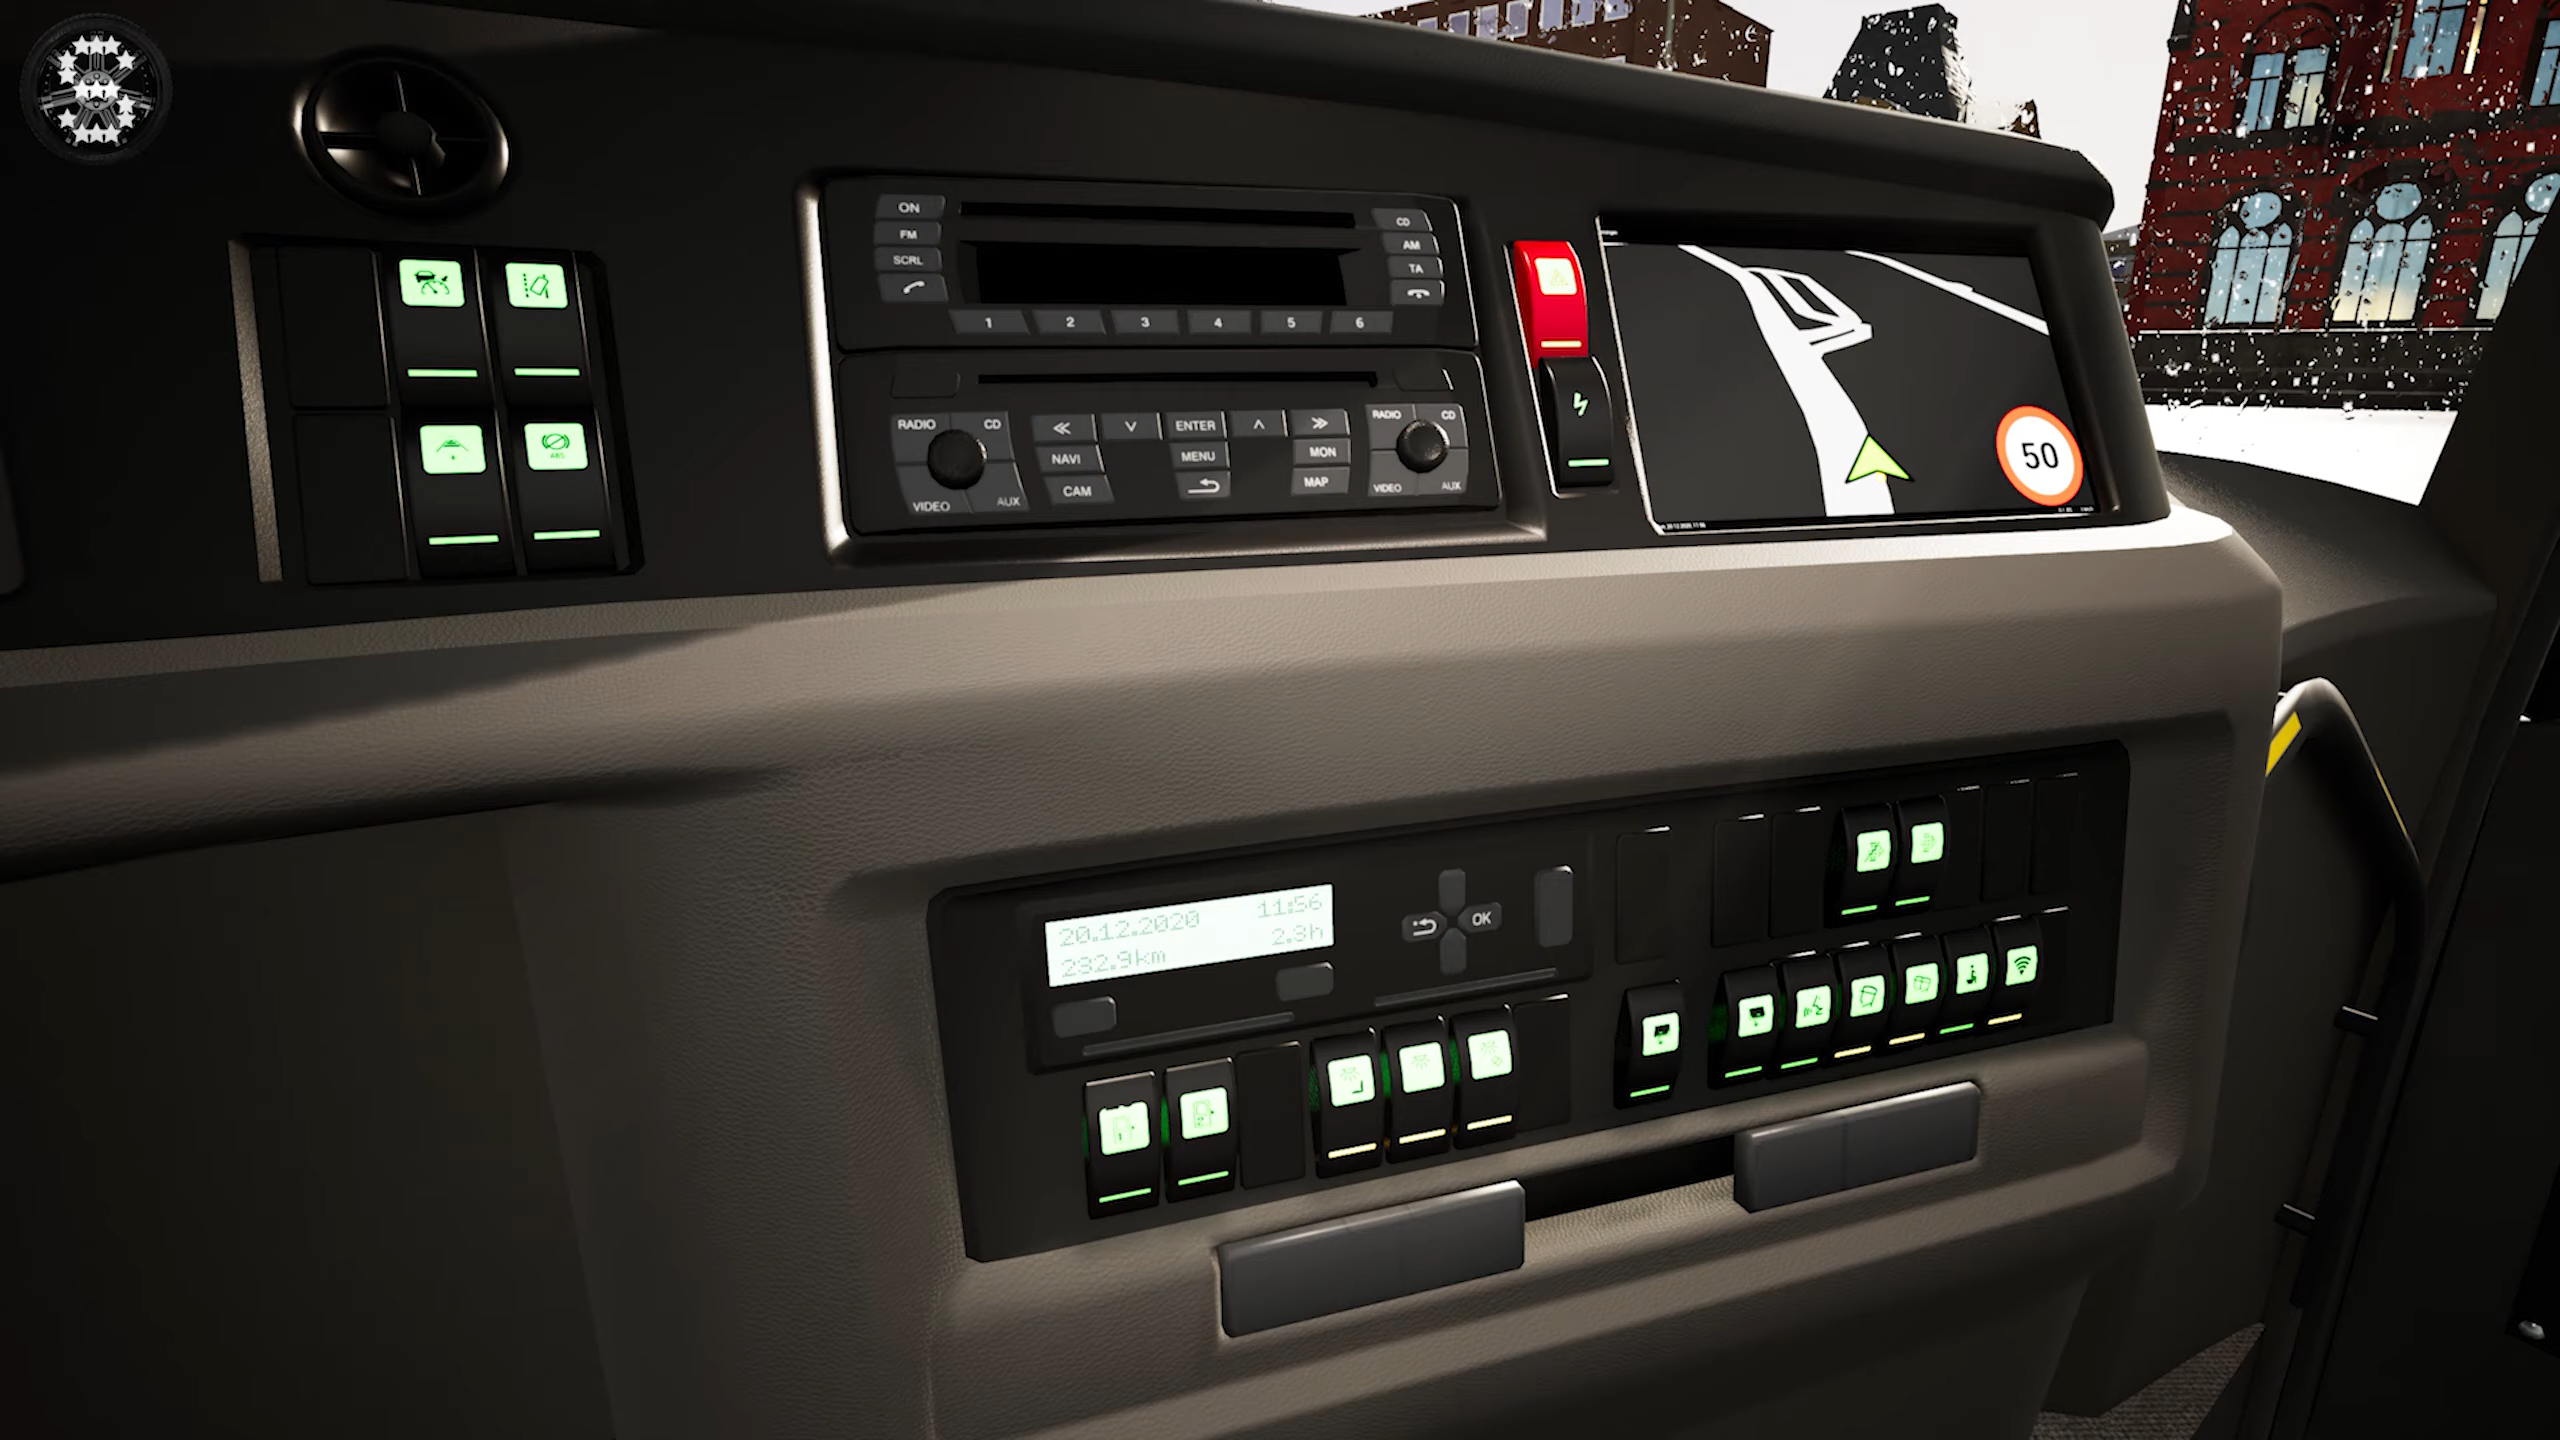 ON
FM
SCRL
CD
AM
TA
1 2 3 4 5 6
RADIO CD
VIDEO AUX
ENTER
NAVI MENU MON
CAM MAP
RADIO CD
VIDEO AUX
ABS
50
20.12.2020 11:56
232.9km 2.3h
OK